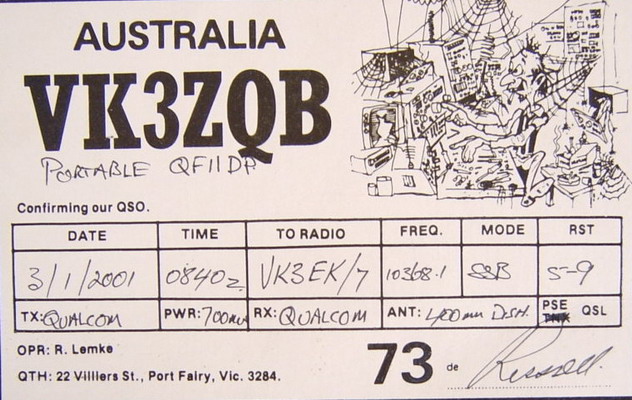 AUSTRALIA
VK3ZQB
PORTABLE QF11DP
Confirming our QSO.
DATE TIME TO RADIO FREQ. MODE RST
3/1/2001 0840z VK3EK/7 10368.1 SSB 5-9
TX: QUALCOM PWR: 700mW RX: QUALCOM ANT: 400mm DISH. PSE TNX QSL
OPR: R. Lemke
QTH: 22 Villiers St., Port Fairy, Vic. 3284.
73 de Russell.